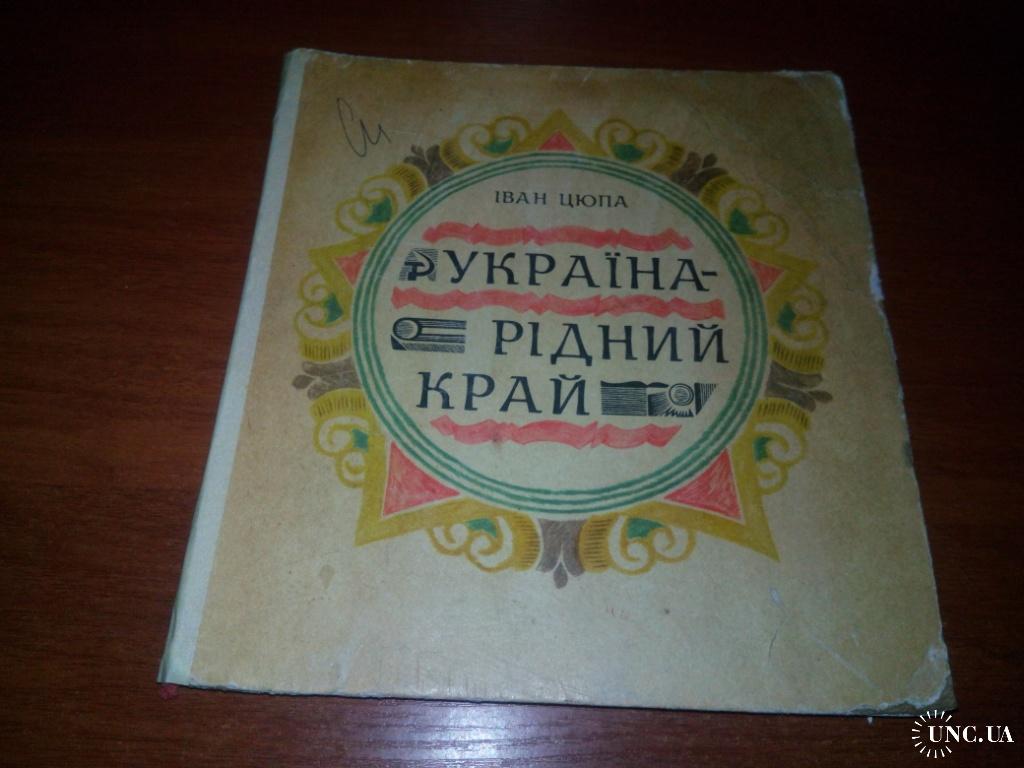 ІВАН ЦЮПА
УКРАЇНА-
РІДНИЙ
КРАЙ
UNC.UA